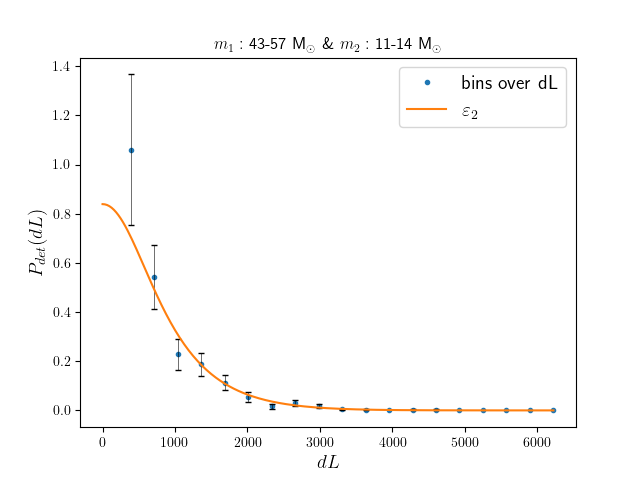 m₁ : 43-57 M⊙ & m₂ : 11-14 M⊙
1.4
1.2
1.0
0.8
0.6
0.4
0.2
0.0
P_det(dL)
bins over dL
ε₂
0 1000 2000 3000 4000 5000 6000
dL